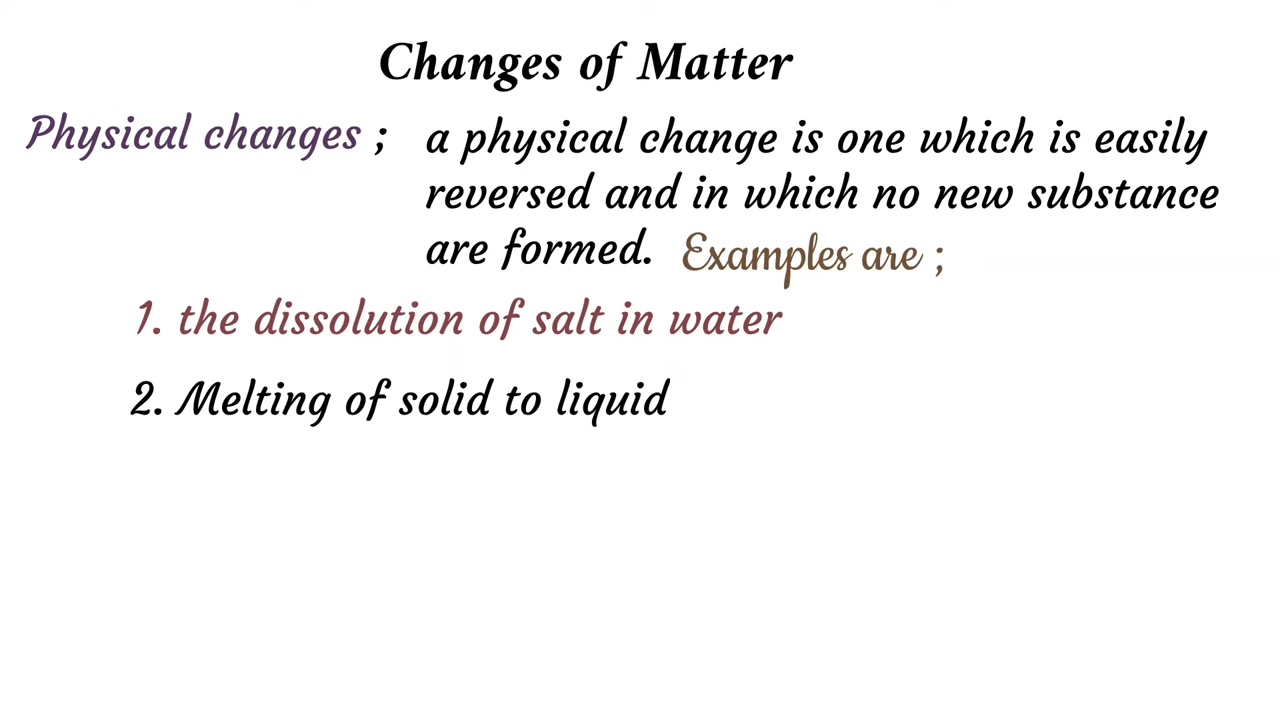 Changes of Matter
Physical changes ; a physical change is one which is easily
reversed and in which no new substance
are formed. Examples are ;
1. the dissolution of salt in water
2. Melting of solid to liquid